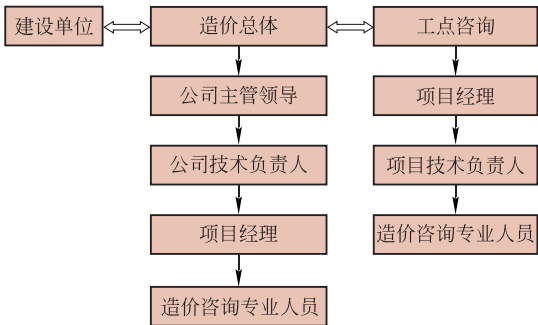 建设单位
造价总体
工点咨询
公司主管领导
项目经理
公司技术负责人
项目技术负责人
项目经理
造价咨询专业人员
造价咨询专业人员